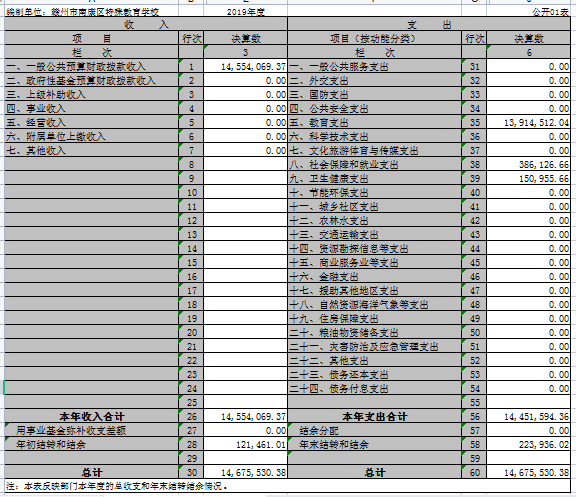 编制单位：赣州市南康区特殊教育学校 2019年度 公开01表
收 入 支 出
项 目 行次 决算数 项目（按功能分类） 行次 决算数
栏 次 3 栏 次 6
一、一般公共预算财政拨款收入 1 14,554,069.37 一、一般公共服务支出 31 0.00
二、政府性基金预算财政拨款收入 2 0.00 二、外交支出 32 0.00
三、上级补助收入 3 0.00 三、国防支出 33 0.00
四、事业收入 4 0.00 四、公共安全支出 34 0.00
五、经营收入 5 0.00 五、教育支出 35 13,914,512.04
六、附属单位上缴收入 6 0.00 六、科学技术支出 36 0.00
七、其他收入 7 0.00 七、文化旅游体育与传媒支出 37 0.00
8 八、社会保障和就业支出 38 386,126.66
9 九、卫生健康支出 39 150,955.66
10 十、节能环保支出 40 0.00
11 十一、城乡社区支出 41 0.00
12 十二、农林水支出 42 0.00
13 十三、交通运输支出 43 0.00
14 十四、资源勘探信息等支出 44 0.00
15 十五、商业服务业等支出 45 0.00
16 十六、金融支出 46 0.00
17 十七、援助其他地区支出 47 0.00
18 十八、自然资源海洋气象等支出 48 0.00
19 十九、住房保障支出 49 0.00
20 二十、粮油物资储备支出 50 0.00
21 二十一、灾害防治及应急管理支出 51 0.00
22 二十二、其他支出 52 0.00
23 二十三、债务还本支出 53 0.00
24 二十四、债务付息支出 54 0.00
25 55
本年收入合计 26 14,554,069.37 本年支出合计 56 14,451,594.36
用事业基金弥补收支差额 27 0.00 结余分配 57 0.00
年初结转和结余 28 121,461.01 年末结转和结余 58 223,936.02
29 59
总计 30 14,675,530.38 总计 60 14,675,530.38
注：本表反映部门本年度的总收支和年末结转结余情况。